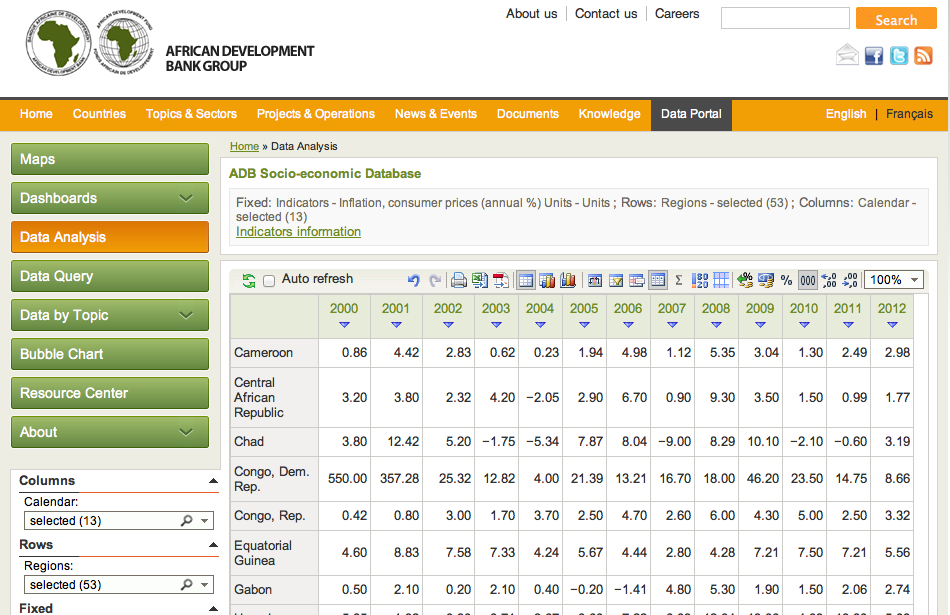 About us | Contact us | Careers
Search
AFRICAN DEVELOPMENT
BANK GROUP
Home Countries Topics & Sectors Projects & Operations News & Events Documents Knowledge Data Portal English | Français
Home » Data Analysis
Maps
Dashboards
Data Analysis
Data Query
Data by Topic
Bubble Chart
Resource Center
About
Columns
Calendar:
selected (13)
Rows
Regions:
selected (53)
Fixed
ADB Socio-economic Database
Fixed: Indicators - Inflation, consumer prices (annual %) Units - Units ; Rows: Regions - selected (53) ; Columns: Calendar -
selected (13)
Indicators information
Auto refresh Σ % 000 100%
2000 2001 2002 2003 2004 2005 2006 2007 2008 2009 2010 2011 2012
Cameroon 0.86 4.42 2.83 0.62 0.23 1.94 4.98 1.12 5.35 3.04 1.30 2.49 2.98
Central
African
Republic
3.20 3.80 2.32 4.20 −2.05 2.90 6.70 0.90 9.30 3.50 1.50 0.99 1.77
Chad 3.80 12.42 5.20 −1.75 −5.34 7.87 8.04 −9.00 8.29 10.10 −2.10 −0.60 3.19
Congo, Dem.
Rep.
550.00 357.28 25.32 12.82 4.00 21.39 13.21 16.70 18.00 46.20 23.50 14.75 8.66
Congo, Rep. 0.42 0.80 3.00 1.70 3.70 2.50 4.70 2.60 6.00 4.30 5.00 2.50 3.32
Equatorial
Guinea
4.60 8.83 7.58 7.33 4.24 5.67 4.44 2.80 4.28 7.21 7.50 7.21 5.56
Gabon 0.50 2.10 0.20 2.10 0.40 −0.20 −1.41 4.80 5.30 1.90 1.50 2.06 2.74